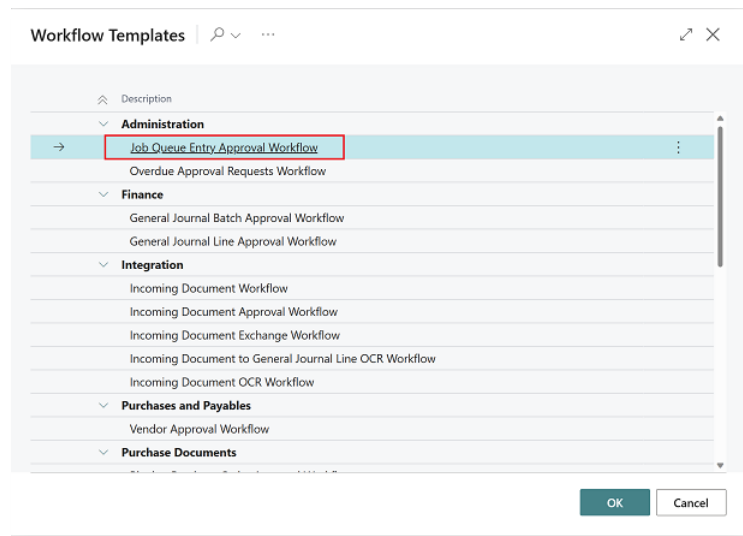 Workflow Templates
Description
Administration
Job Queue Entry Approval Workflow
Overdue Approval Requests Workflow
Finance
General Journal Batch Approval Workflow
General Journal Line Approval Workflow
Integration
Incoming Document Workflow
Incoming Document Approval Workflow
Incoming Document Exchange Workflow
Incoming Document to General Journal Line OCR Workflow
Incoming Document OCR Workflow
Purchases and Payables
Vendor Approval Workflow
Purchase Documents
OK Cancel